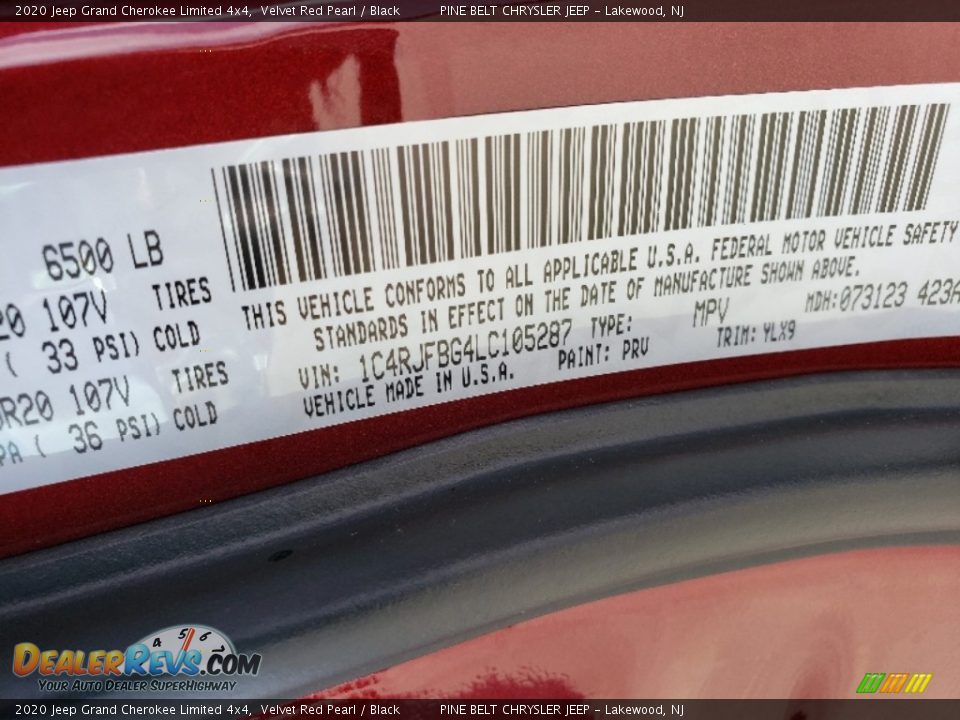 2020 Jeep Grand Cherokee Limited 4x4, Velvet Red Pearl / Black PINE BELT CHRYSLER JEEP - Lakewood, NJ
6500 LB
20 107V TIRES
( 33 PSI) COLD
R20 107V TIRES
PA ( 36 PSI) COLD
THIS VEHICLE CONFORMS TO ALL APPLICABLE U.S.A. FEDERAL MOTOR VEHICLE SAFETY
STANDARDS IN EFFECT ON THE DATE OF MANUFACTURE SHOWN ABOVE.
VIN: 1C4RJFBG4LC105287 TYPE: MPV MDH:073123 423A
VEHICLE MADE IN U.S.A. PAINT: PRV TRIM: YLX9
4 5 6 7
DEALERREVS.COM
YOUR AUTO DEALER SUPERHIGHWAY
2020 Jeep Grand Cherokee Limited 4x4, Velvet Red Pearl / Black PINE BELT CHRYSLER JEEP - Lakewood, NJ